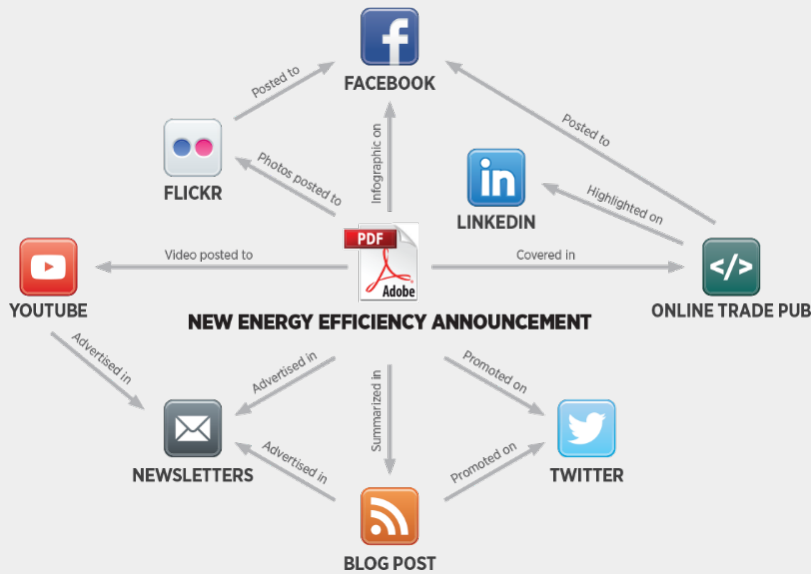 f
FACEBOOK
Posted to
Infographic on
Posted to
FLICKR
Photos posted to
in
LINKEDIN
Highlighted on
PDF
Adobe
Video posted to
Covered in
</>
YOUTUBE
ONLINE TRADE PUB
NEW ENERGY EFFICIENCY ANNOUNCEMENT
Advertised in
Advertised in
Summarized in
Promoted on
NEWSLETTERS
Advertised in
Promoted on
TWITTER
BLOG POST